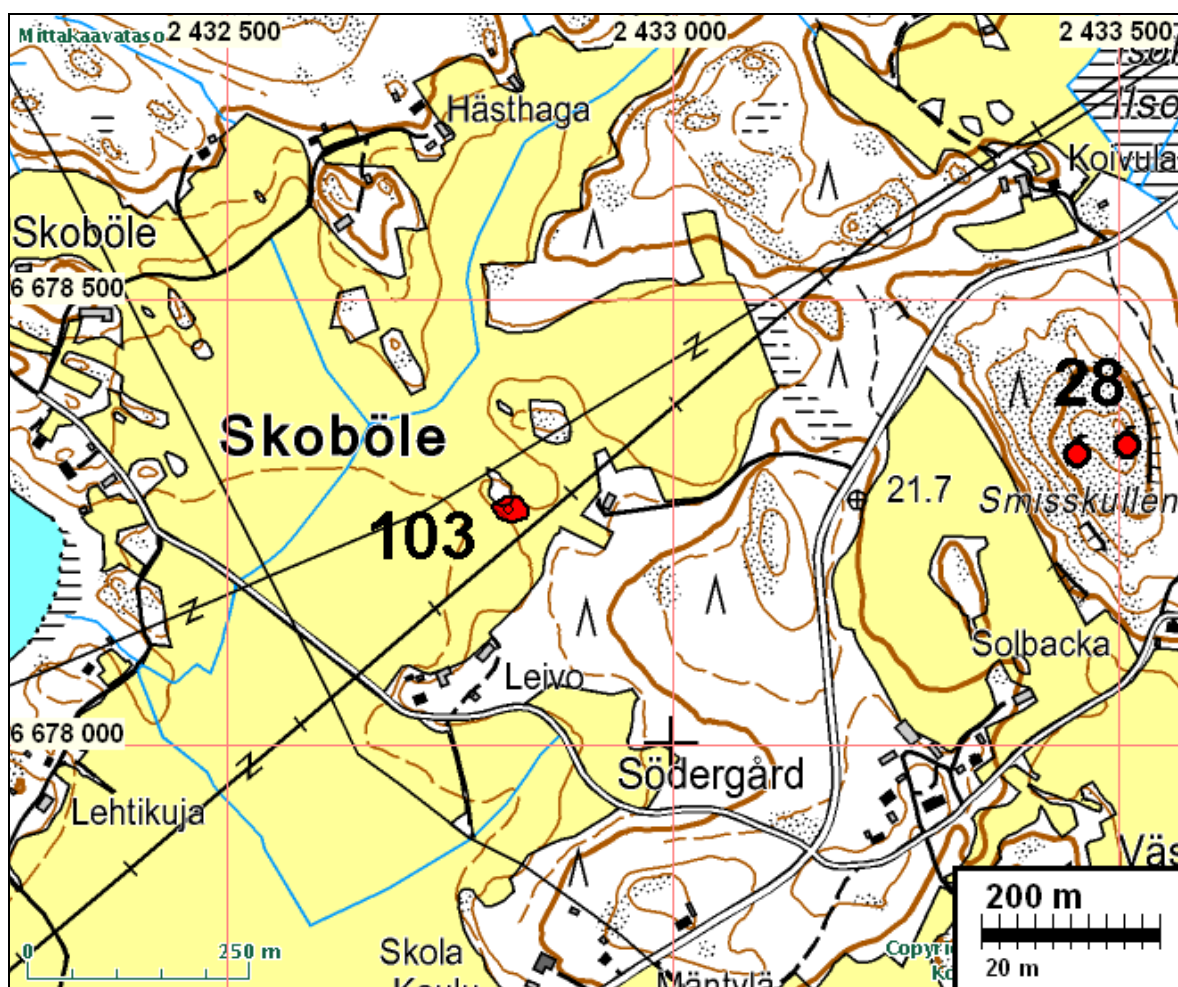 Mittakaavataso
2 432 500
2 433 000
2 433 500
Hästhaga
Koivula
Skoböle
6 678 500
28
Skoböle
21.7
Smisskullen
103
Solbacka
Leivo
6 678 000
Södergård
Lehtikuja
Väs
200 m
0 250 m
Skola
Koulu
Mäntylä
20 m